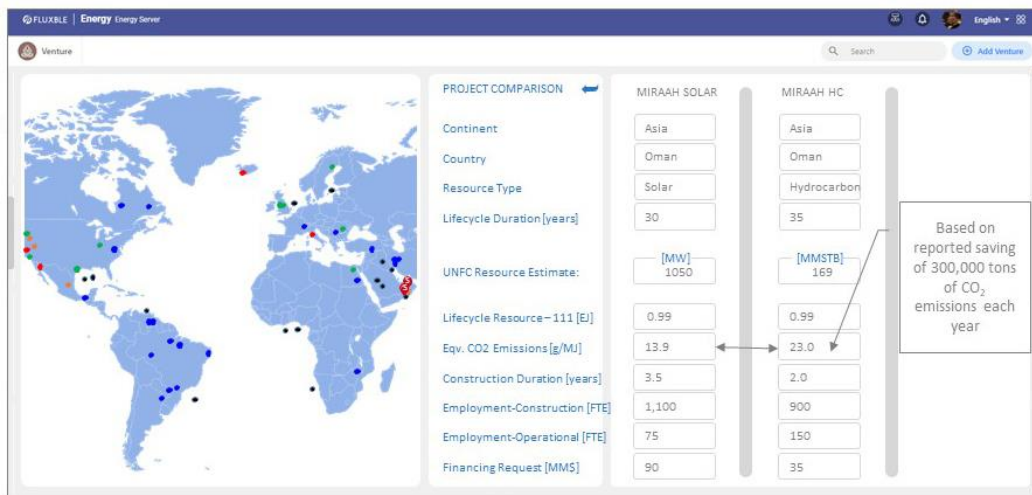 FLUXBLE | Energy Energy Server
English
Venture
Search
Add Venture
PROJECT COMPARISON
MIRAAH SOLAR
MIRAAH HC
Continent
Asia
Asia
Country
Oman
Oman
Resource Type
Solar
Hydrocarbon
Lifecycle Duration [years]
30
35
UNFC Resource Estimate:
[MW]
1050
[MMSTB]
169
Lifecycle Resource – 111 [EJ]
0.99
0.99
Eqv. CO2 Emissions [g/MJ]
13.9
23.0
Construction Duration [years]
3.5
2.0
Employment-Construction [FTE]
1,100
900
Employment-Operational [FTE]
75
150
Financing Request [MM$]
90
35
Based on
reported saving
of 300,000 tons
of CO₂
emissions each
year